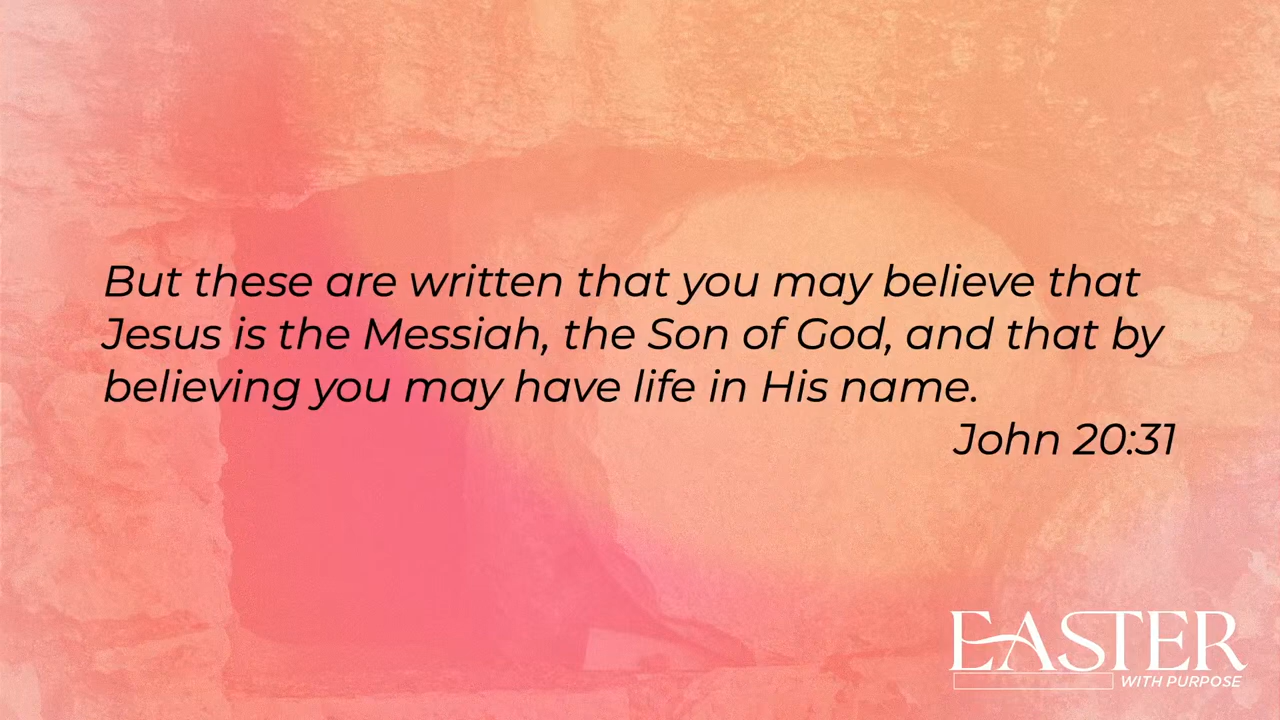 But these are written that you may believe that
Jesus is the Messiah, the Son of God, and that by
believing you may have life in His name.
John 20:31
EASTER
WITH PURPOSE